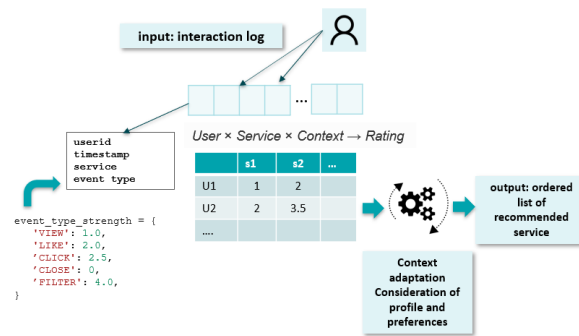 input: interaction log
...
userid
timestamp
service
event type
User × Service × Context → Rating
s1 s2 ...
U1 1 2
U2 2 3.5
....
event_type_strength = {
'VIEW': 1.0,
'LIKE': 2.0,
'CLICK': 2.5,
'CLOSE': 0,
'FILTER': 4.0,
}
output: ordered
list of
recommended
service
Context
adaptation
Consideration of
profile and
preferences